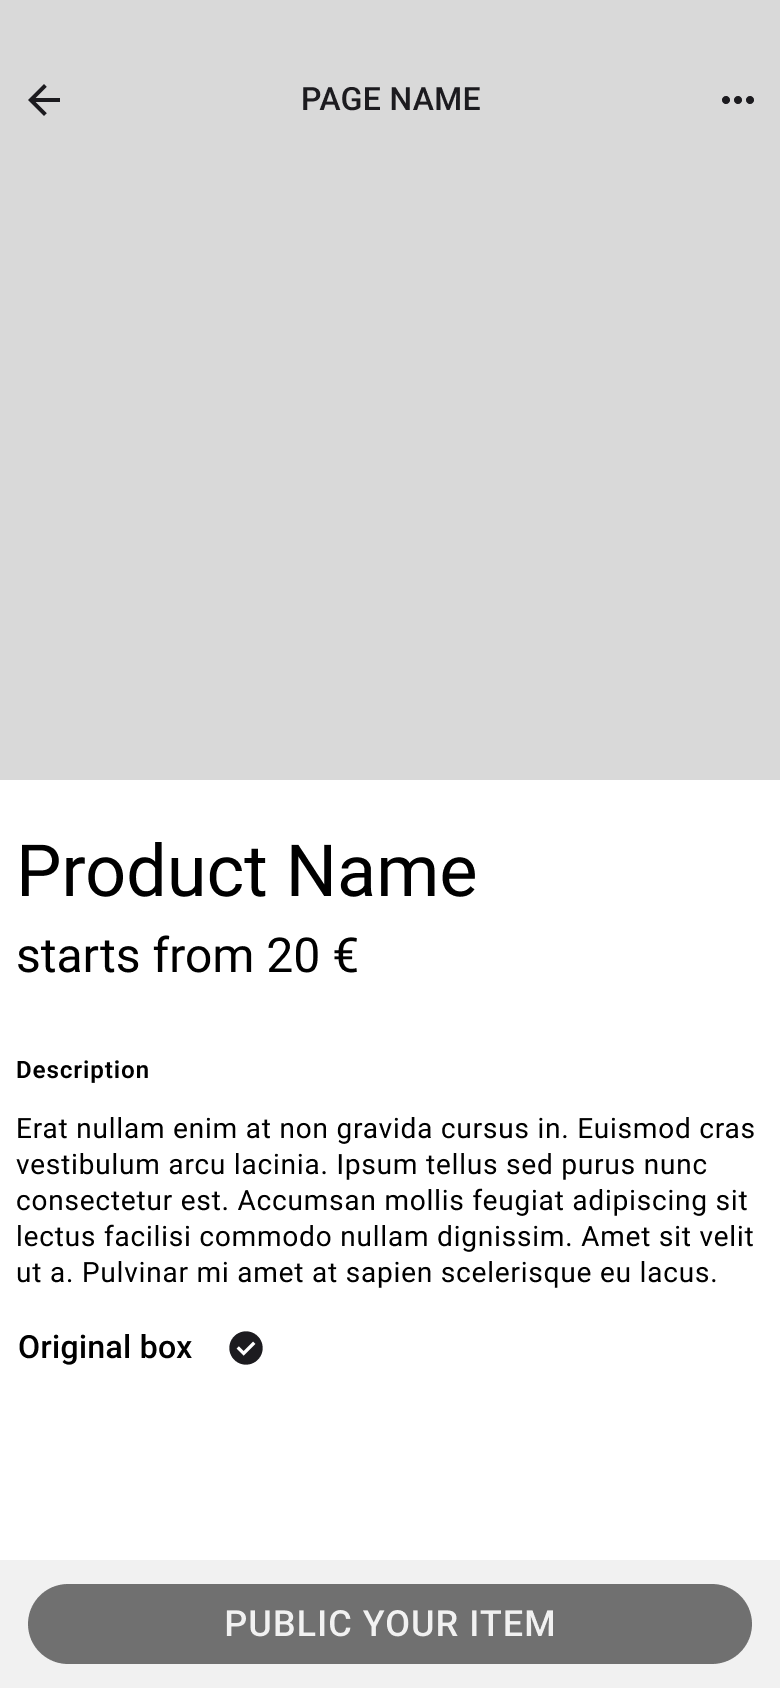 PAGE NAME
Product Name
starts from 20 €
Description
Erat nullam enim at non gravida cursus in. Euismod cras
vestibulum arcu lacinia. Ipsum tellus sed purus nunc
consectetur est. Accumsan mollis feugiat adipiscing sit
lectus facilisi commodo nullam dignissim. Amet sit velit
ut a. Pulvinar mi amet at sapien scelerisque eu lacus.
Original box
PUBLIC YOUR ITEM